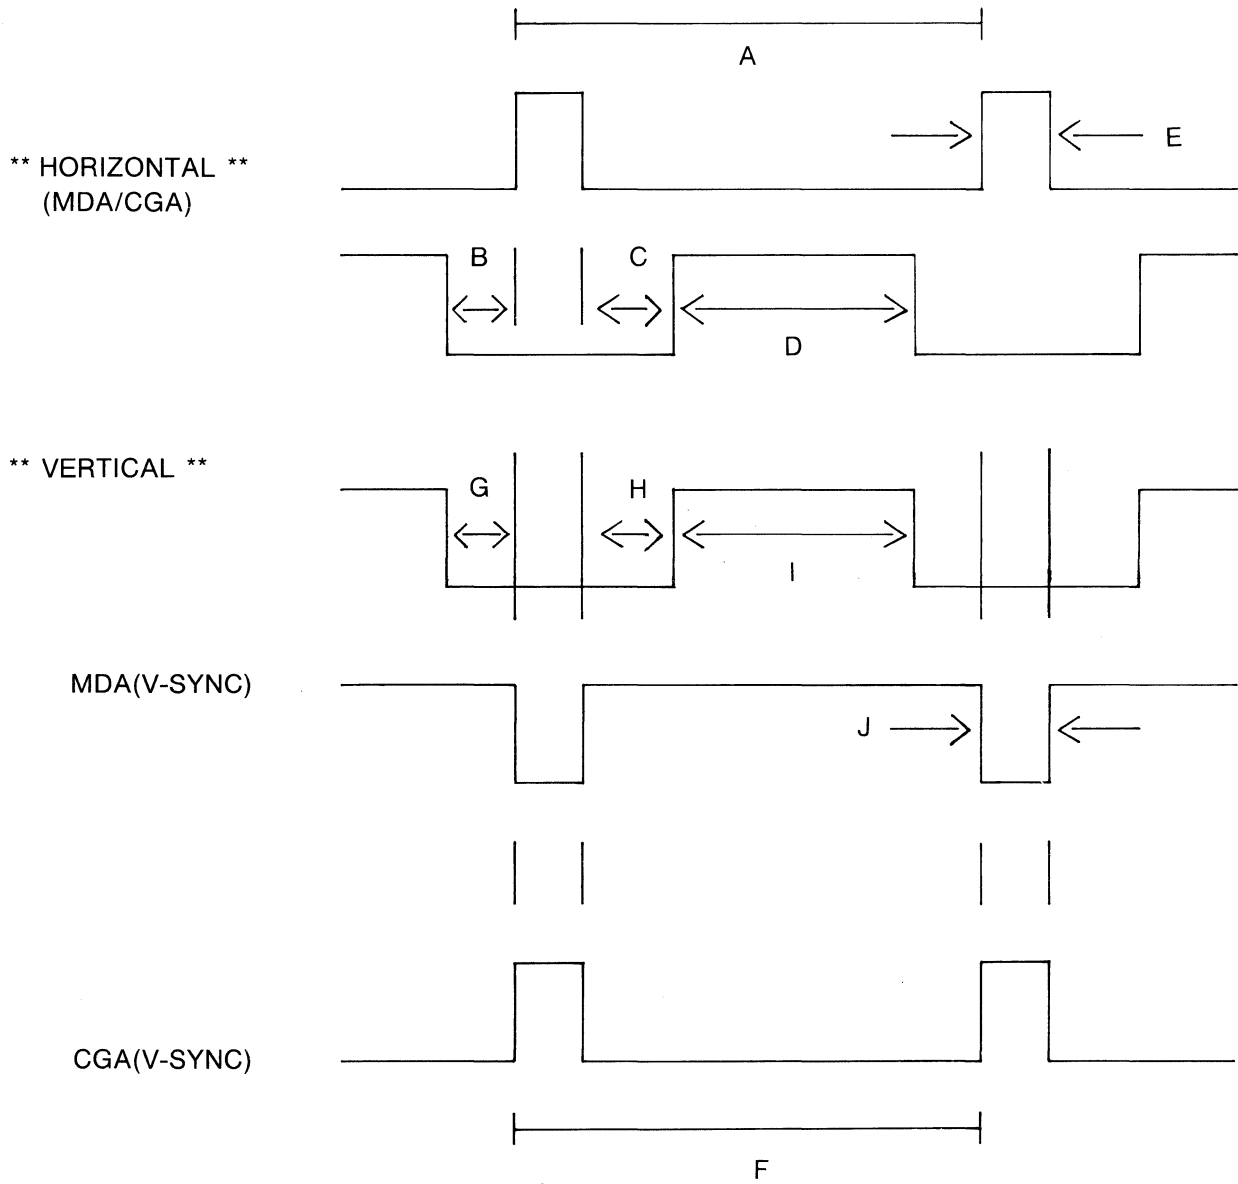 A
E
** HORIZONTAL **
(MDA/CGA)
B
C
D
** VERTICAL **
G
H
I
MDA(V-SYNC)
J
CGA(V-SYNC)
F